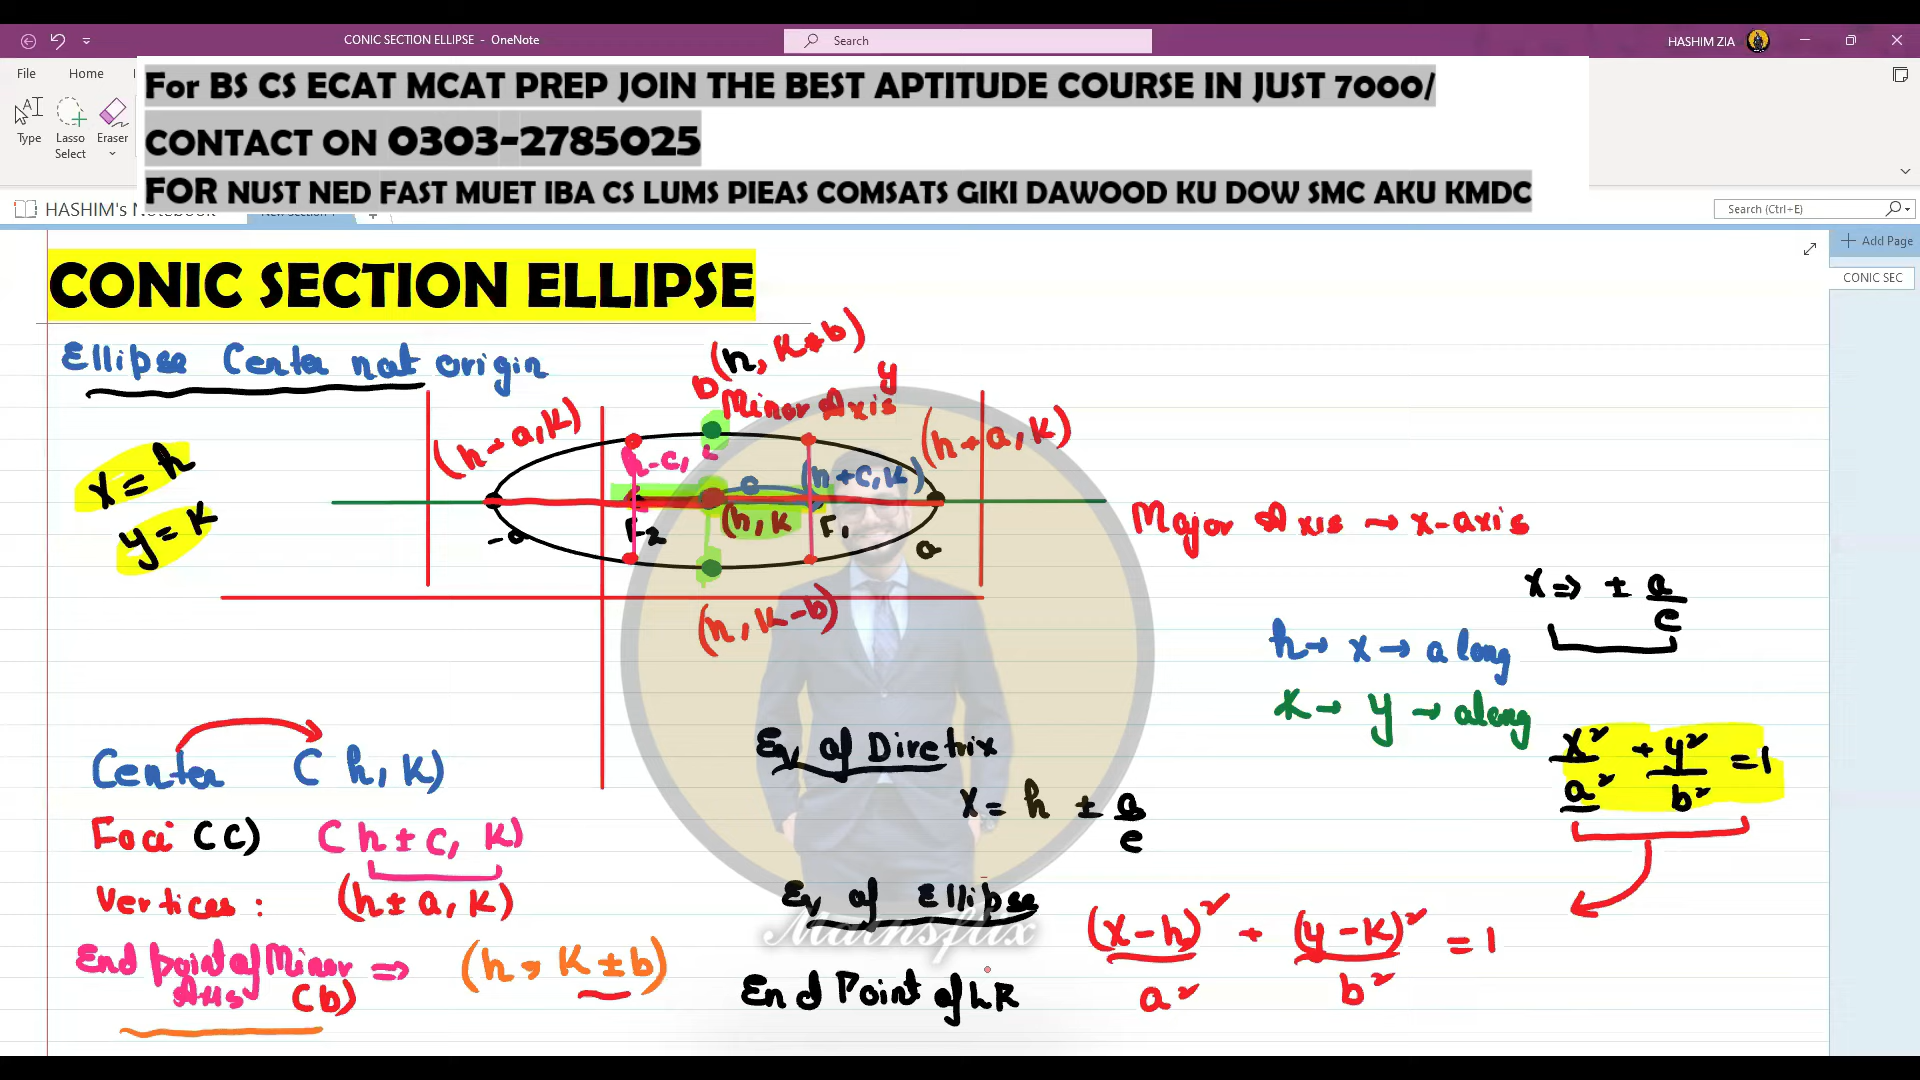 CONIC SECTION ELLIPSE - OneNote
Search
HASHIM ZIA
File
Home
For BS CS ECAT MCAT PREP JOIN THE BEST APTITUDE COURSE IN JUST 7000/
CONTACT ON 0303-2785025
FOR NUST NED FAST MUET IBA CS LUMS PIEAS COMSATS GIKI DAWOOD KU DOW SMC AKU KMDC
Type
Lasso Select
Eraser
HASHIM's Notebook
Search (Ctrl+E)
Add Page
CONIC SEC
CONIC SECTION ELLIPSE
Ellipse Center not origin
(h, K+b)
b
Minor Axis
y
(h-a, K)
(h+a, K)
x = h
y = K
h-c,
c
(h+c, K)
(h, K
F2
F1
-a
a
Major Axis → x-axis
(h, K-b)
x ⇒ ± a/e
h → x → along
K → y → along
x²/a² + y²/b² = 1
Center C h, K)
Foci (C) C h ± c, K)
Vertices : (h ± a, K)
End point of Minor Axis (b) ⇒ (h, K ± b)
Eq of Diretrix
x = h ± a/e
Eq of Ellipse
(x-h)²/a² + (y-K)²/b² = 1
Mathsflix
End Point of LR